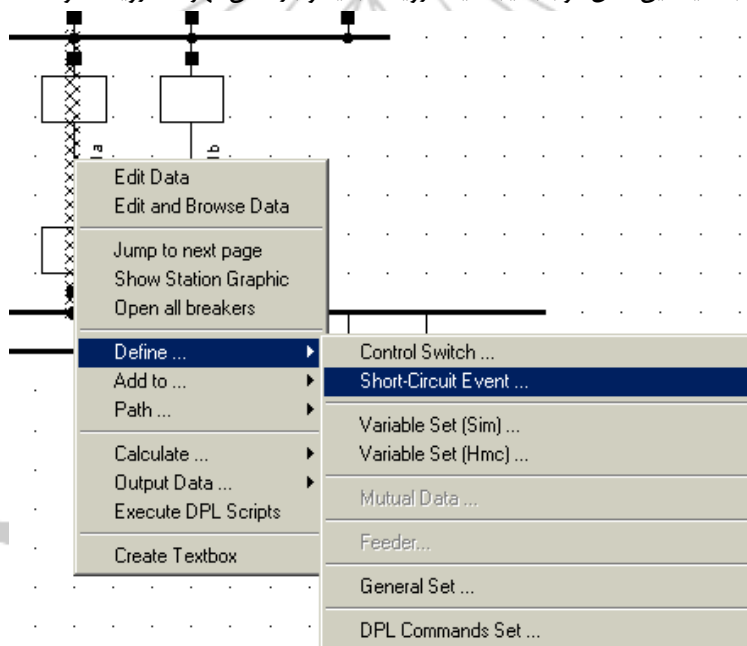 a
b
Edit Data
Edit and Browse Data
Jump to next page
Show Station Graphic
Open all breakers
Define ...
Add to ...
Path ...
Calculate ...
Output Data ...
Execute DPL Scripts
Create Textbox
Control Switch ...
Short-Circuit Event ...
Variable Set (Sim) ...
Variable Set (Hmc) ...
Mutual Data ...
Feeder...
General Set ...
DPL Commands Set ...